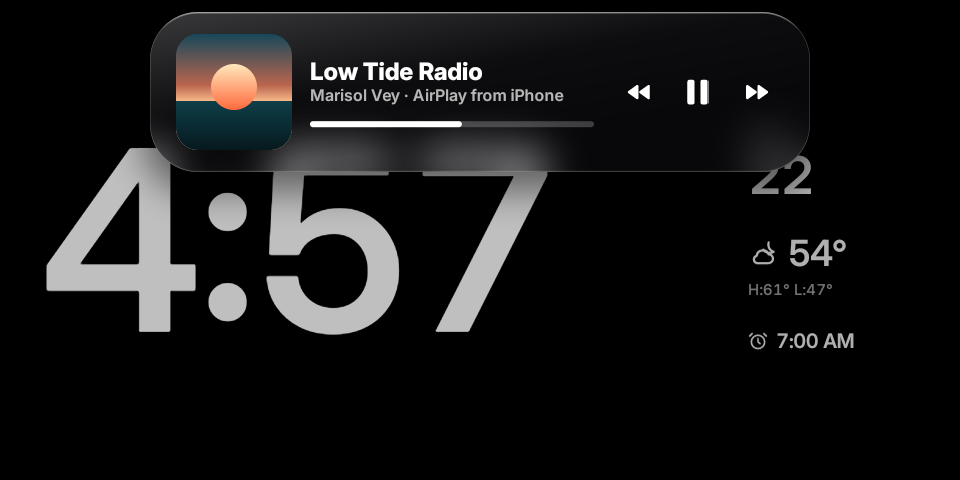 Low Tide Radio
Marisol Vey · AirPlay from iPhone
4:57
22
54°
H:61° L:47°
7:00 AM